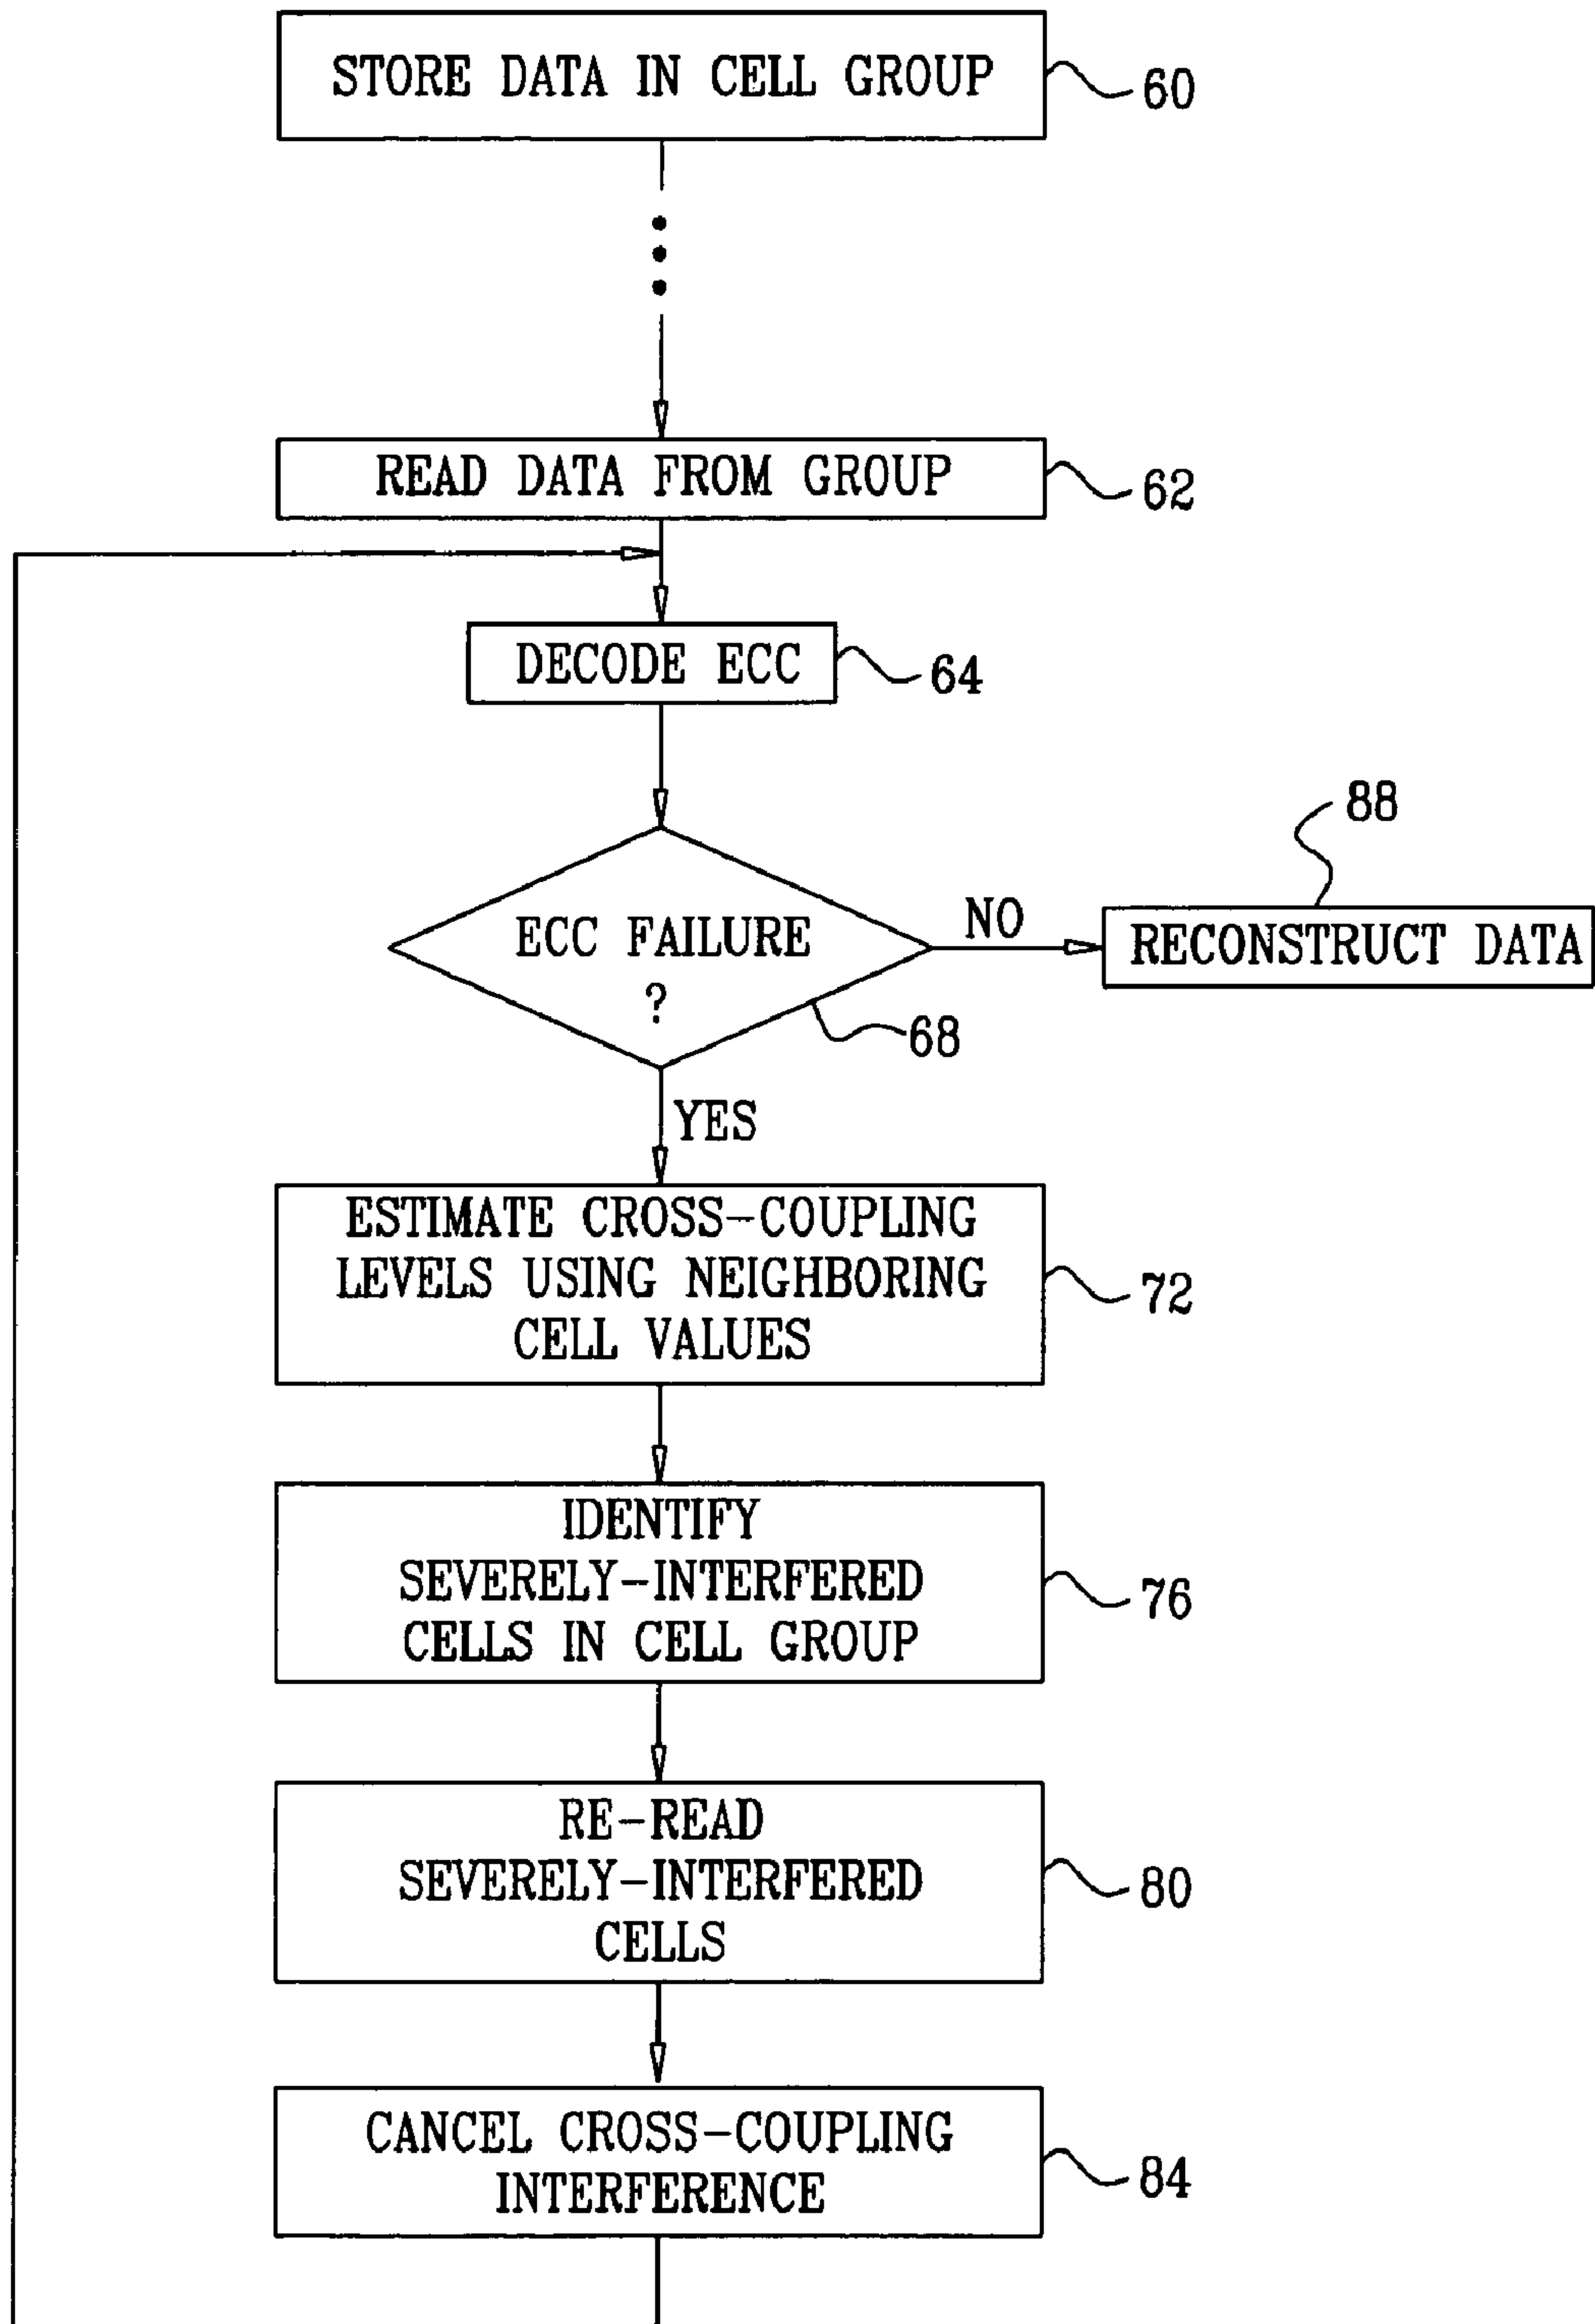 STORE DATA IN CELL GROUP
60
READ DATA FROM GROUP
62
DECODE ECC
64
88
ECC FAILURE
?
NO
RECONSTRUCT DATA
68
YES
ESTIMATE CROSS-COUPLING
LEVELS USING NEIGHBORING
CELL VALUES
72
IDENTIFY
SEVERELY-INTERFERED
CELLS IN CELL GROUP
76
RE-READ
SEVERELY-INTERFERED
CELLS
80
CANCEL CROSS-COUPLING
INTERFERENCE
84